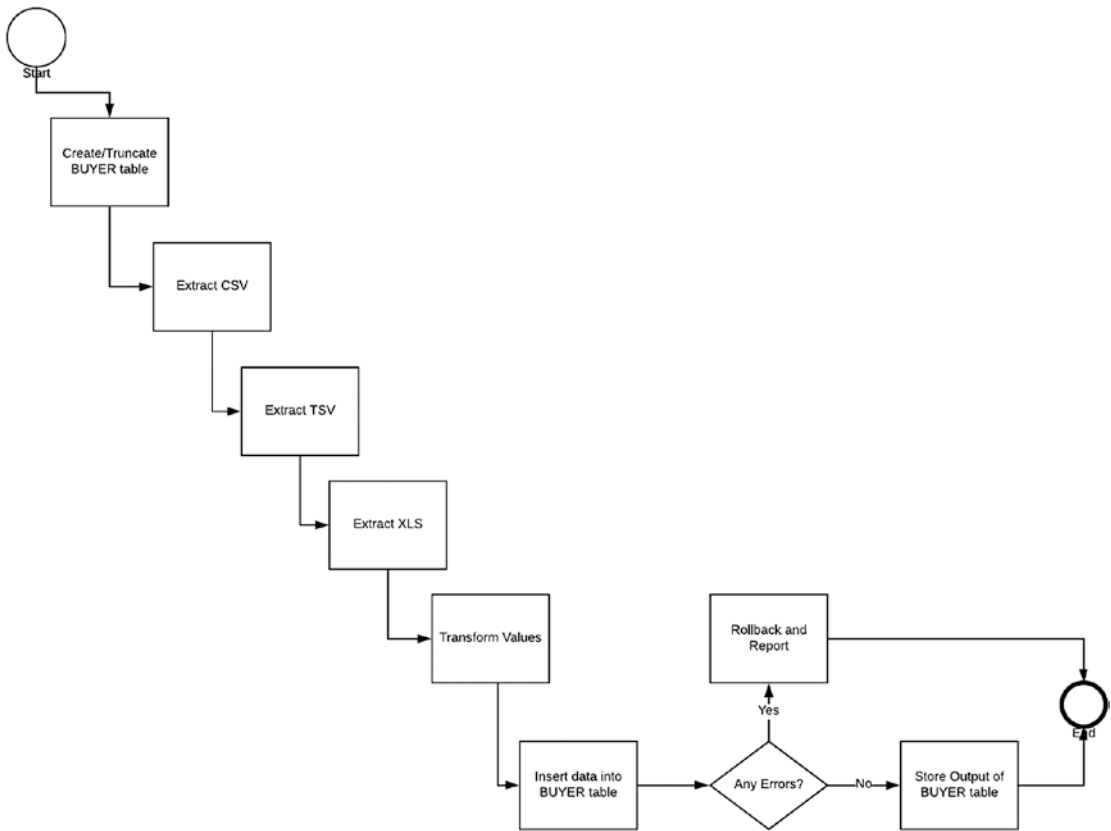 Start
Create/Truncate
BUYER table
Extract CSV
Extract TSV
Extract XLS
Transform Values
Rollback and
Report
Yes
End
Insert data into
BUYER table
Any Errors?
No
Store Output of
BUYER table